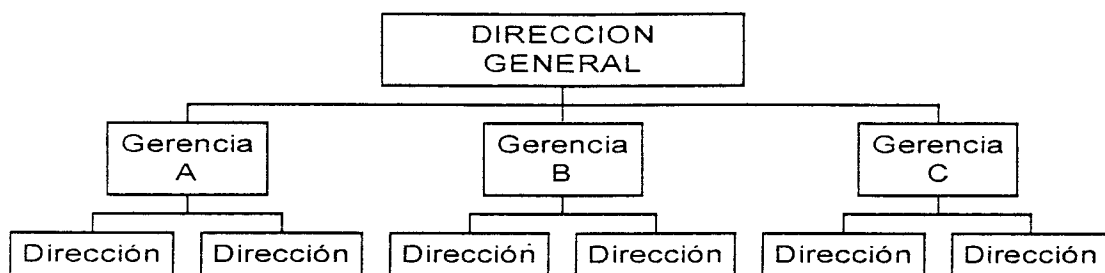 DIRECCION
GENERAL
Gerencia
A
Gerencia
B
Gerencia
C
Dirección
Dirección
Dirección
Dirección
Dirección
Dirección